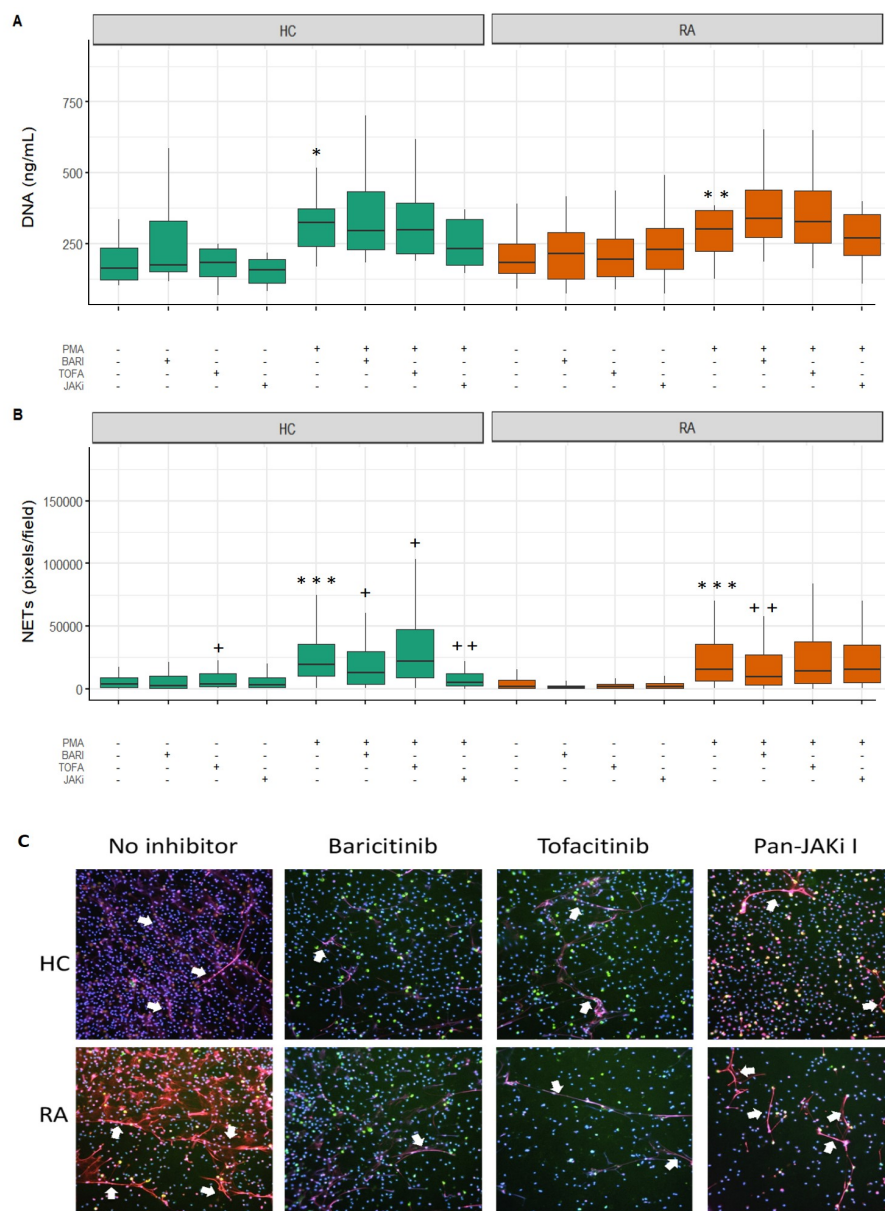 A
HC RA
DNA (ng/mL)
750
500
250
*
* *
PMA - - - - + + + + - - - - + + + +
BARI - + - - - + - - - + - - - + - -
TOFA - - + - - - + - - - + - - - + -
JAKi - - - + - - - + - - - + - - - +
B
HC RA
NETs (pixels/field)
150000
100000
50000
0
+
* * *
+
+
+ +
* * *
+ +
PMA - - - - + + + + - - - - + + + +
BARI - + - - - + - - - + - - - + - -
TOFA - - + - - - + - - - + - - - + -
JAKi - - - + - - - + - - - + - - - +
C
No inhibitor Baricitinib Tofacitinib Pan-JAKi I
HC
RA